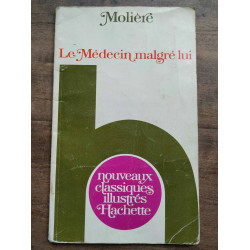 Molière
Le Médecin malgré lui
nouveaux
classiques
illustrés
Hachette